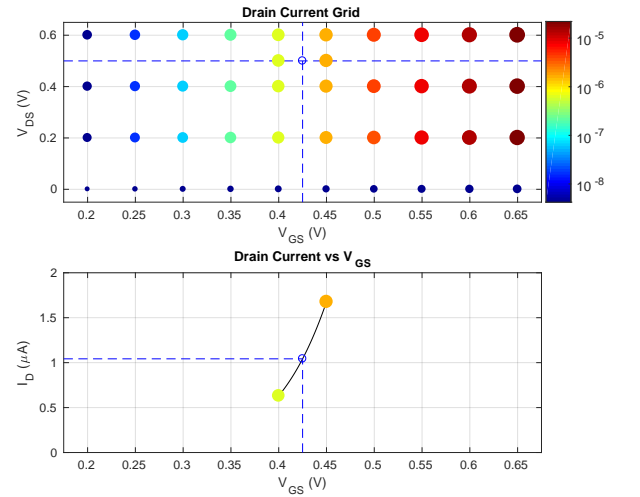 Drain Current Grid
0.6
0.4
0.2
0
V_DS (V)
0.2 0.25 0.3 0.35 0.4 0.45 0.5 0.55 0.6 0.65
V_GS (V)
10^-5
10^-6
10^-7
10^-8
Drain Current vs V_GS
2
1.5
1
0.5
0
I_D (μA)
0.2 0.25 0.3 0.35 0.4 0.45 0.5 0.55 0.6 0.65
V_GS (V)